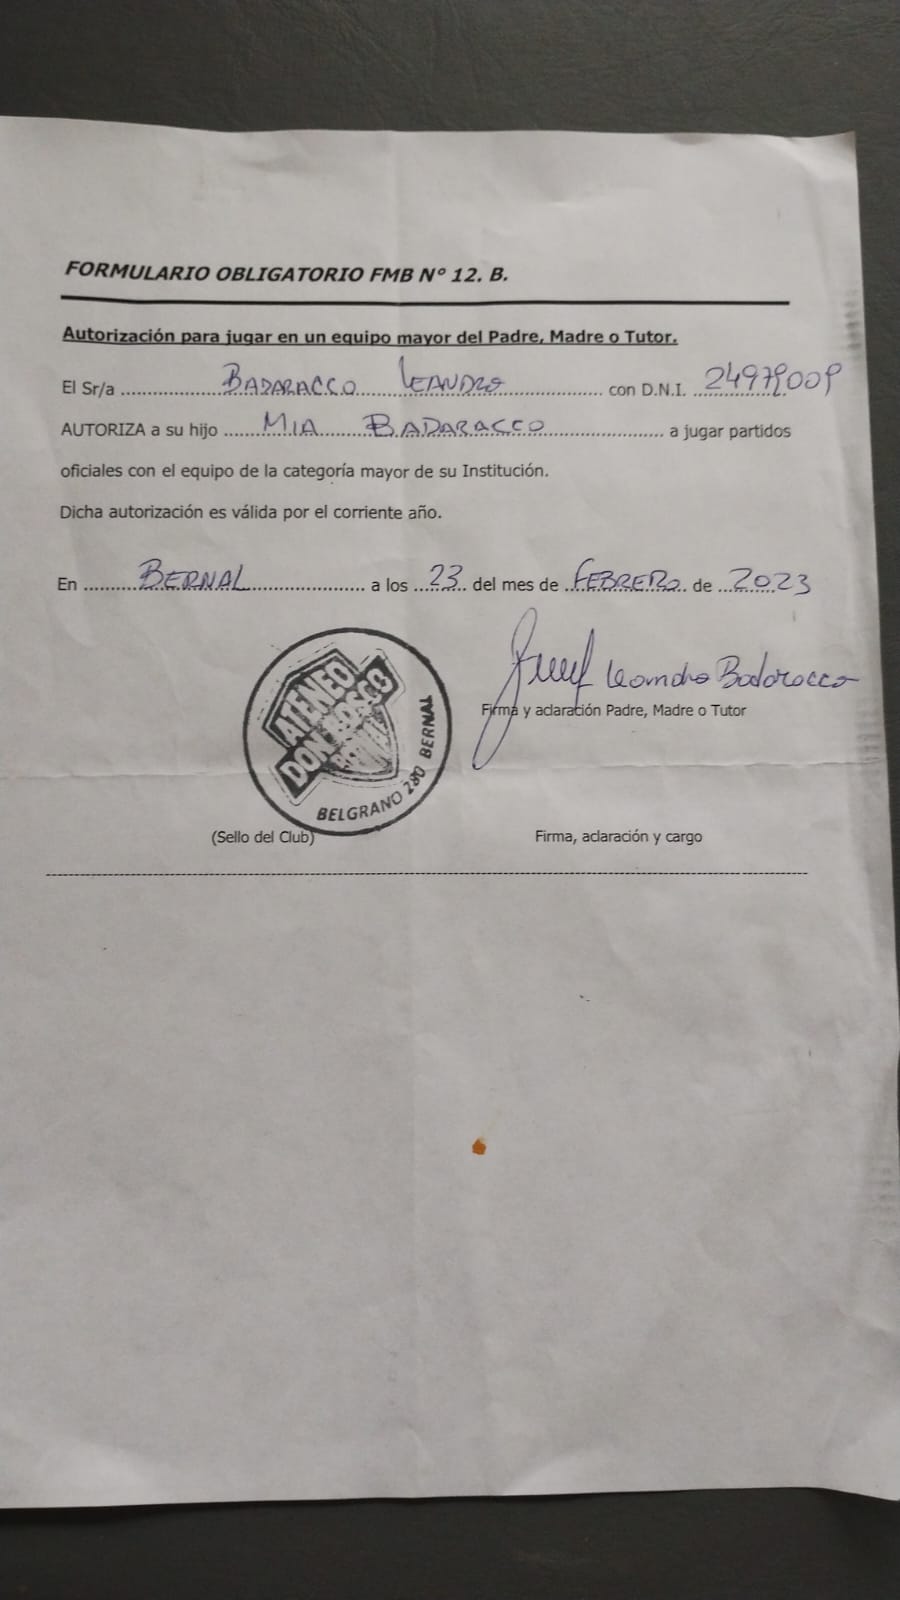 FORMULARIO OBLIGATORIO FMB N° 12. B.
Autorización para jugar en un equipo mayor del Padre, Madre o Tutor.
El Sr/a .................... BADARACCO LEANDRO .................... con D.N.I. 24979009
AUTORIZA a su hijo ....... MIA BADARACCO ....................... a jugar partidos
oficiales con el equipo de la categoría mayor de su Institución.
Dicha autorización es válida por el corriente año.
En .......... BERNAL ...................... a los ..23.. del mes de ..FEBRERO.. de ...2023
Leandro Badaracco
Firma y aclaración Padre, Madre o Tutor
ATENEO
DON BOSCO
BERNAL
BELGRANO 280 BERNAL
(Sello del Club)
Firma, aclaración y cargo